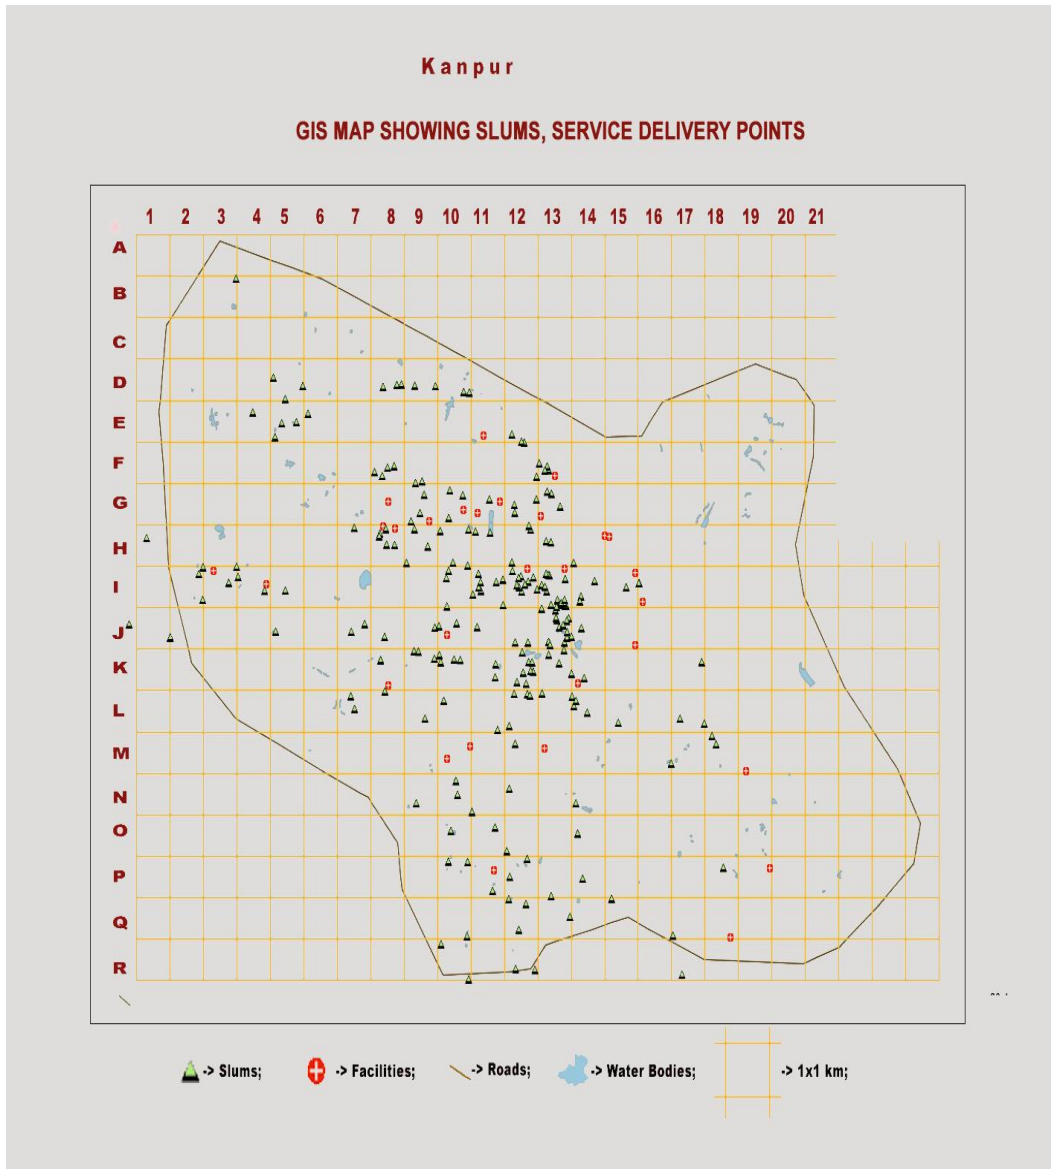 Kanpur
GIS MAP SHOWING SLUMS, SERVICE DELIVERY POINTS
1 2 3 4 5 6 7 8 9 10 11 12 13 14 15 16 17 18 19 20 21
A
B
C
D
E
F
G
H
I
J
K
L
M
N
O
P
Q
R
-> Slums; -> Facilities; -> Roads; -> Water Bodies; -> 1x1 km;